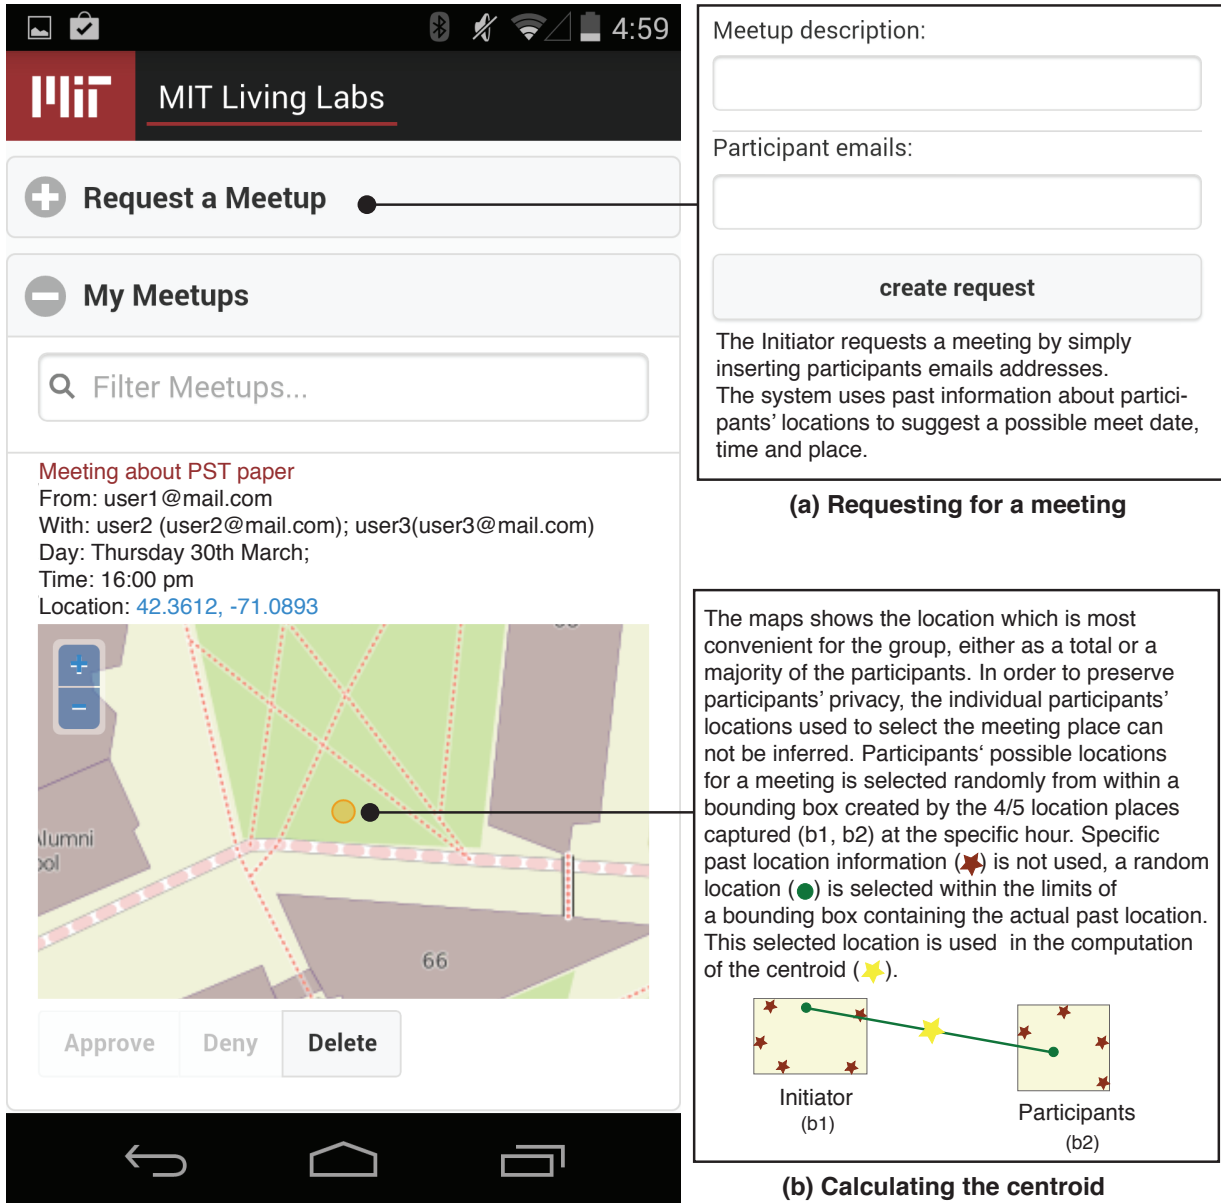 4:59
MIT
MIT Living Labs
Request a Meetup
My Meetups
Filter Meetups...
Meeting about PST paper
From: user1@mail.com
With: user2 (user2@mail.com); user3(user3@mail.com)
Day: Thursday 30th March;
Time: 16:00 pm
Location: 42.3612, -71.0893
+
−
66
Approve
Deny
Delete
Meetup description:
Participant emails:
create request
The Initiator requests a meeting by simply
inserting participants emails addresses.
The system uses past information about partici-
pants’ locations to suggest a possible meet date,
time and place.
(a) Requesting for a meeting
The maps shows the location which is most
convenient for the group, either as a total or a
majority of the participants. In order to preserve
participants’ privacy, the individual participants’
locations used to select the meeting place can
not be inferred. Participants‘ possible locations
for a meeting is selected randomly from within a
bounding box created by the 4/5 location places
captured (b1, b2) at the specific hour. Specific
past location information ( ) is not used, a random
location ( ) is selected within the limits of
a bounding box containing the actual past location.
This selected location is used in the computation
of the centroid ( ).
Initiator
(b1)
Participants
(b2)
(b) Calculating the centroid